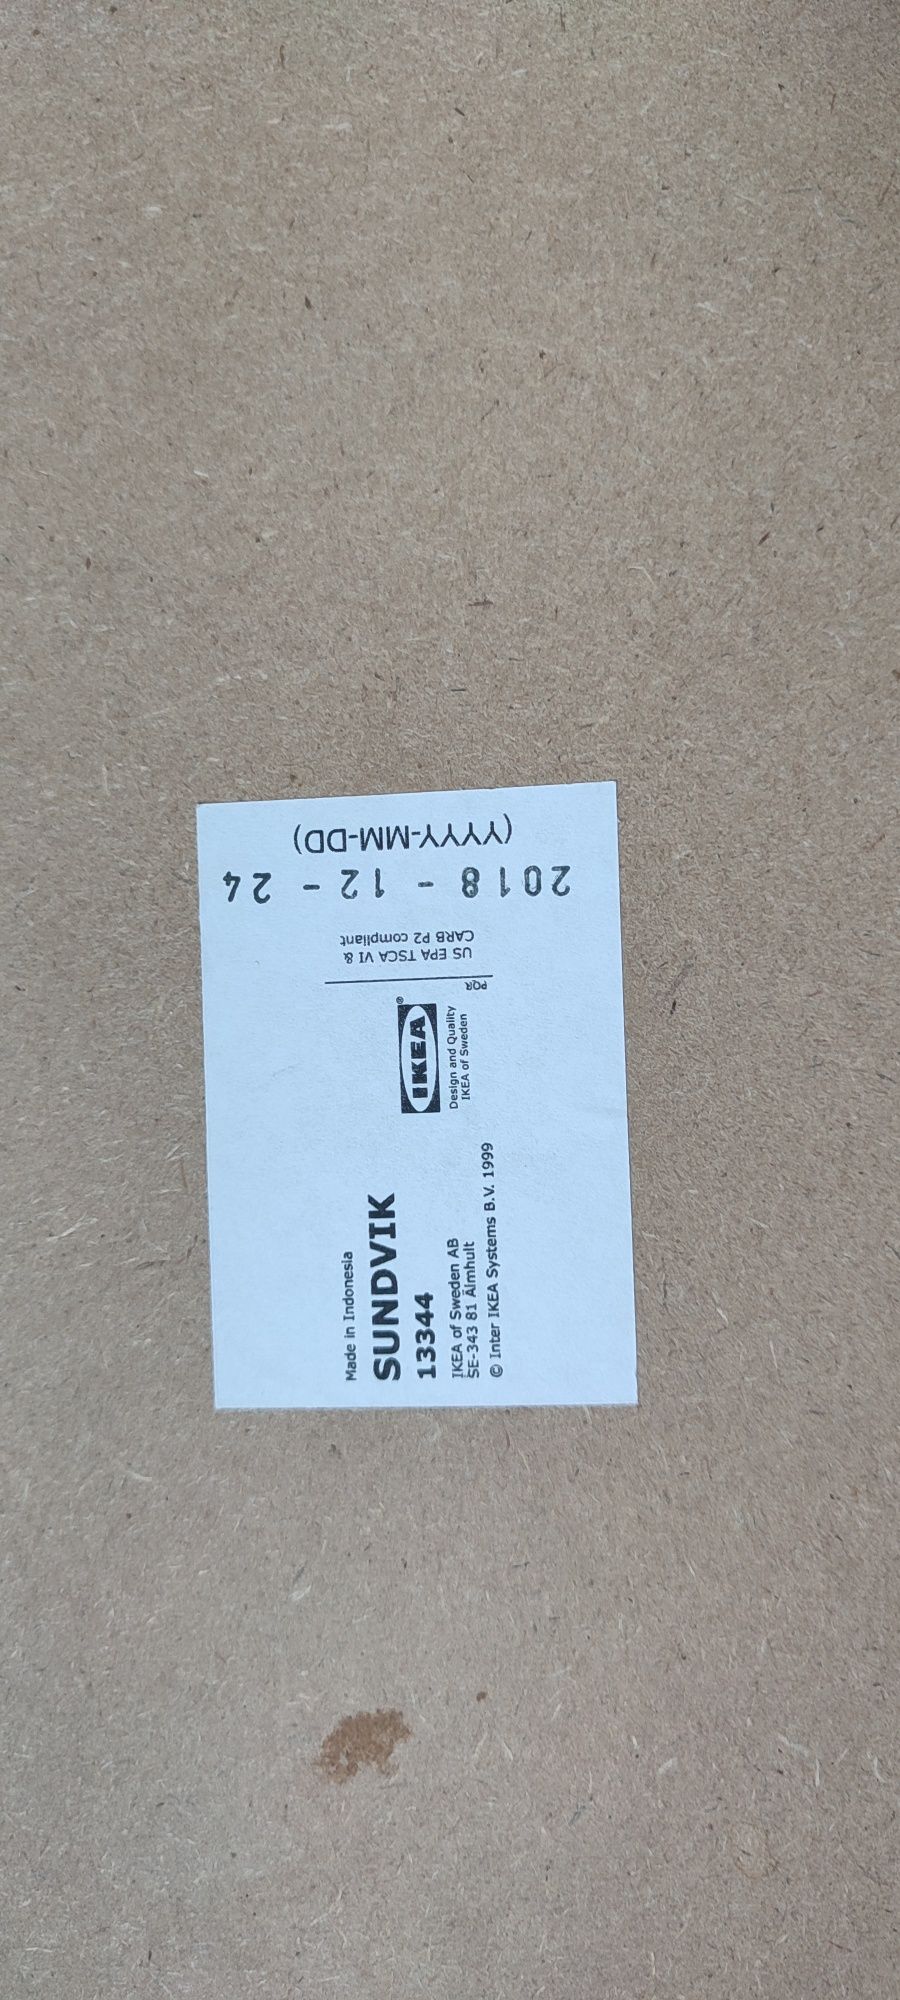 Made in Indonesia
SUNDVIK
13344
IKEA of Sweden AB
SE-343 81 Älmhult
© Inter IKEA Systems B.V. 1999
IKEA®
Design and Quality
IKEA of Sweden
PQR
US EPA TSCA VI &
CARB P2 compliant
2018 - 12 - 24
(YYYY-MM-DD)